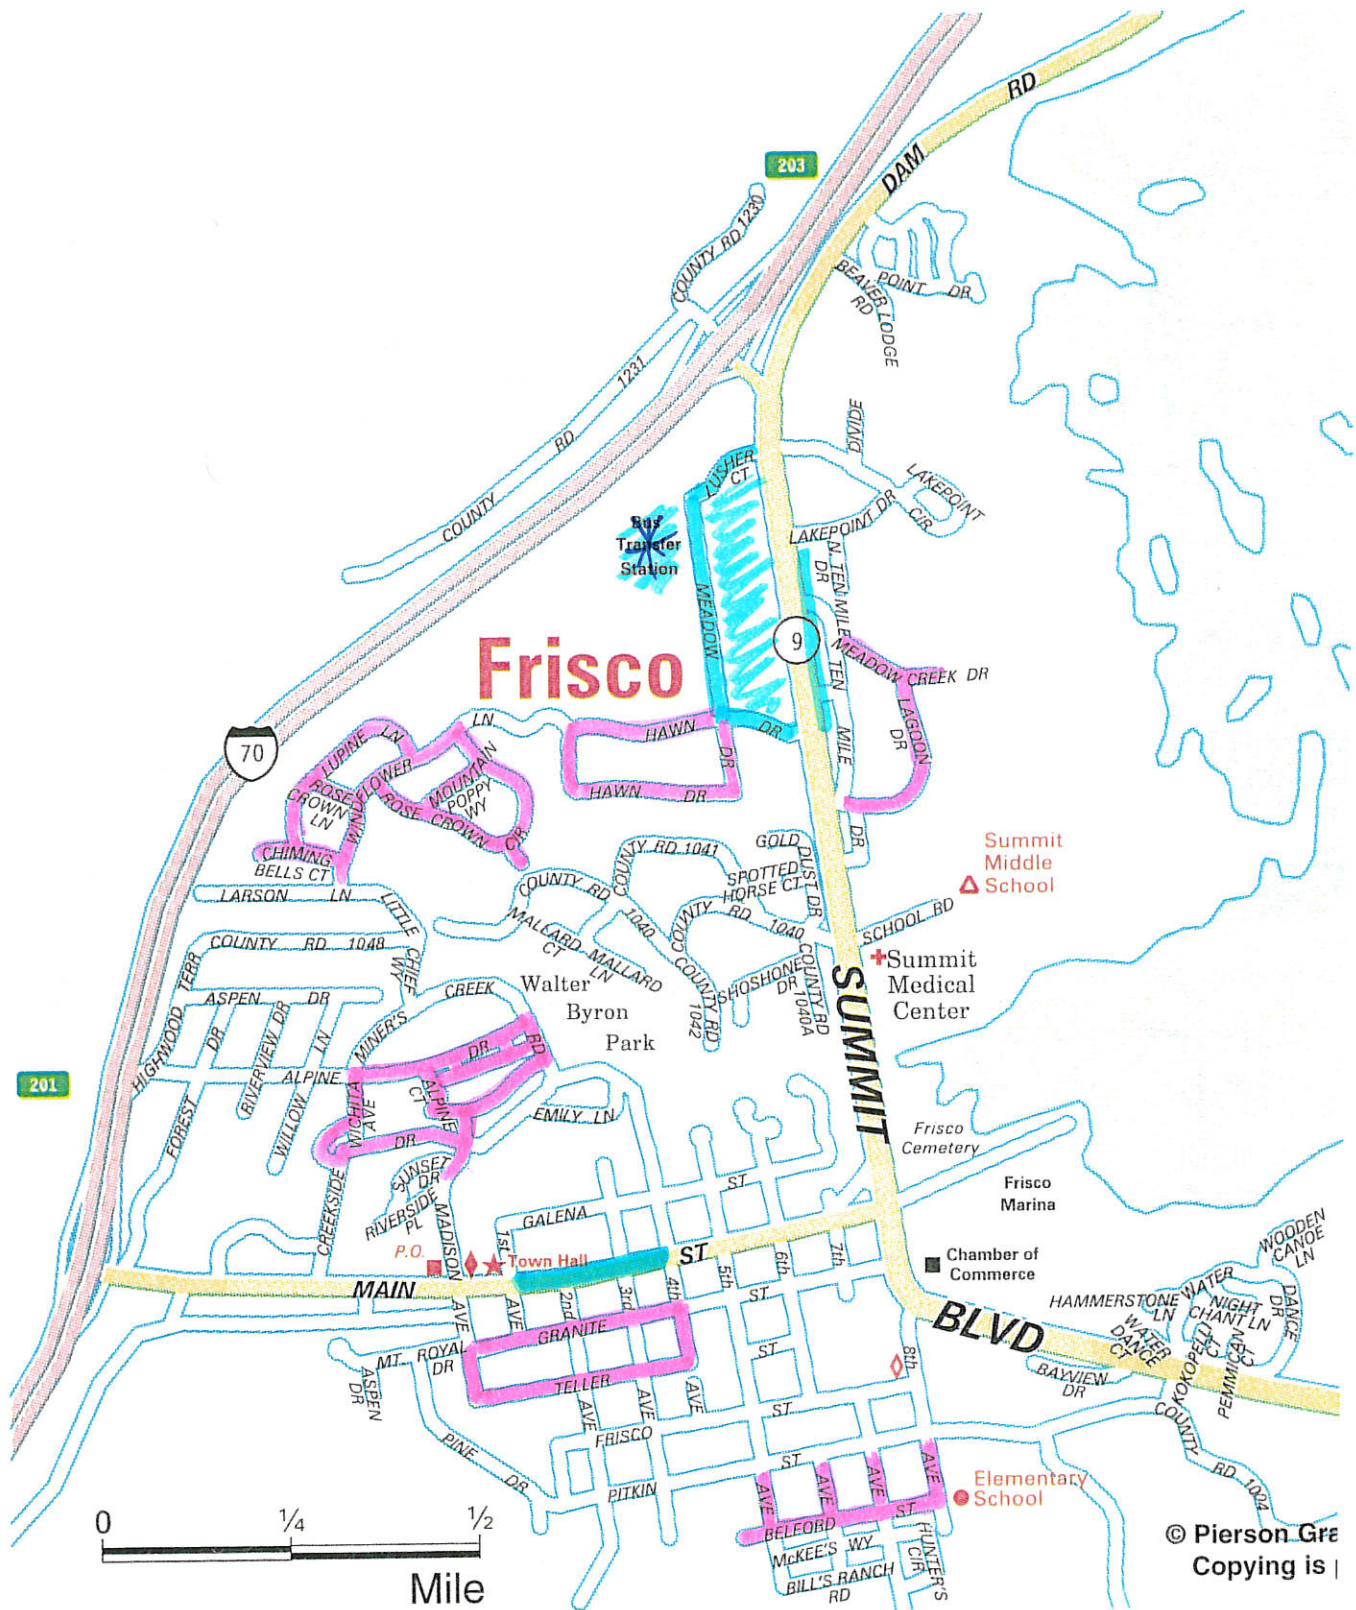 RD
DAM
203
COUNTY RD 1230
BEAVER LODGE
RD
POINT DR
1231
COUNTY RD
DIVIDE
LUSHER
CT
LAKEPOINT
CIR
LAKEPOINT DR
Bus
Transfer
Station
N. TEN MILE
DR
MEADOW
9
TEN MILE DR
MEADOW CREEK DR
LAGOON
DR
Frisco
70
LN
HAWN
DR
DR
HAWN DR
LUPINE LN
WINDFLOWER
ROSE
CROWN
LN
MOUNTAIN
POPPY
WY
ROSE CROWN CIR
CHIMING
BELLS CT
LARSON LN
LITTLE CHIEF
WY
COUNTY RD 1041
GOLD DUST DR
SPOTTED
HORSE CT
COUNTY RD 1040
MALLARD
CT
MALLARD
LN
COUNTY RD 1040
COUNTY RD
1042
SHOSHONE
DR
COUNTY RD
1040A
SCHOOL RD
Summit
Middle
School
Summit
Medical
Center
SUMMIT
COUNTY RD 1048
HIGHWOOD TERR
ASPEN DR
FOREST DR
RIVERVIEW DR
WILLOW LN
ALPINE
MINER'S CREEK RD
Walter
Byron
Park
201
DR
WICHITA
AVE
ALPINE
CT
ALPINE
DR
EMILY LN
SUNSET
DR
RIVERSIDE
PL
CREEKSIDE
MADISON AVE
Frisco
Cemetery
Frisco
Marina
GALENA ST
P.O.
Town Hall
1st AVE
2nd AVE
3rd AVE
4th AVE
5th AVE
6th AVE
7th AVE
8th AVE
MAIN ST
Chamber of
Commerce
BLVD
GRANITE ST
TELLER ST
MT. ROYAL
DR
ASPEN
DR
PINE DR
FRISCO ST
PITKIN ST
BELFORD ST
McKEE'S WY
BILL'S RANCH
RD
HUNTER'S
CIR
Elementary
School
HAMMERSTONE
LN
WATER
DANCE
CT
WATER DANCE
DR
NIGHT
CHANT LN
WOODEN
CANOE
LN
KOKOPELLI
CT
PEMMICAN
CT
BAYVIEW
DR
COUNTY RD 1004
0 1/4 1/2
Mile
© Pierson Gra
Copying is